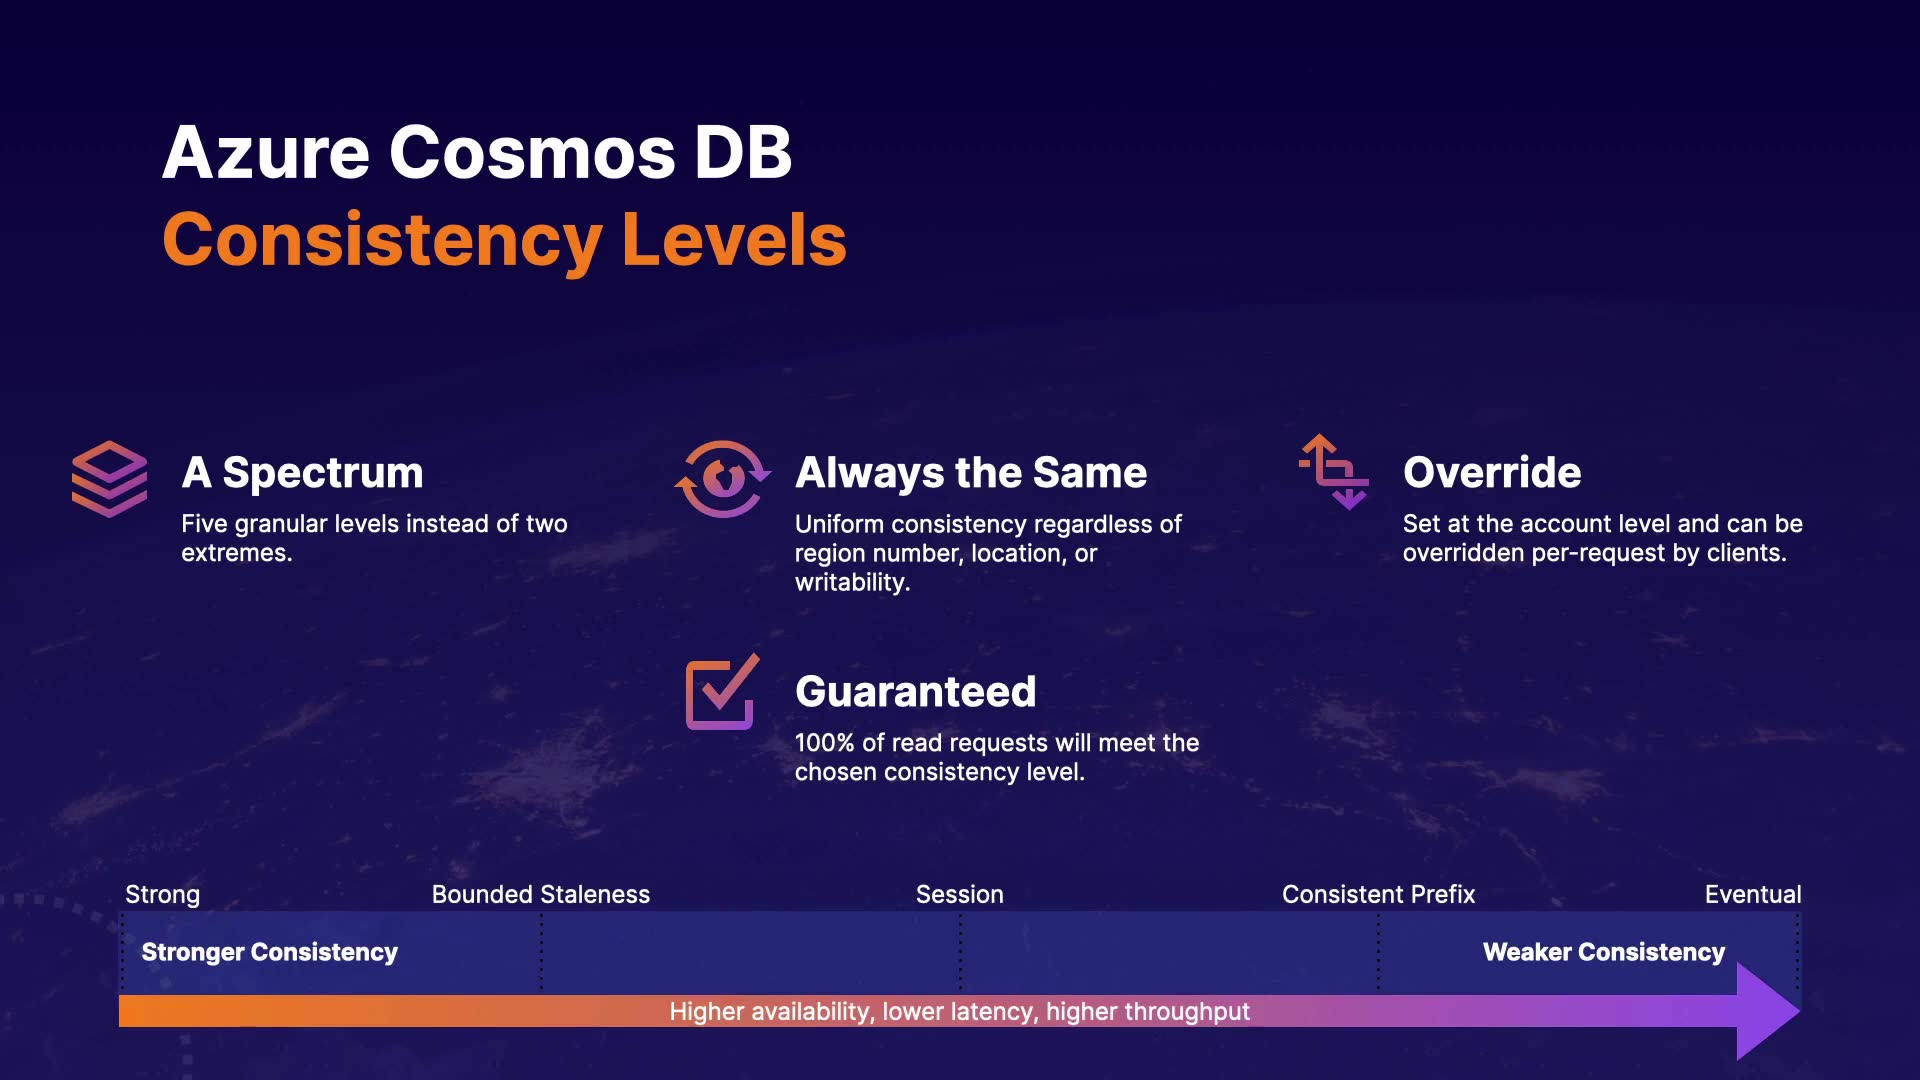 Azure Cosmos DB
Consistency Levels
A Spectrum
Five granular levels instead of two
extremes.
Always the Same
Uniform consistency regardless of
region number, location, or
writability.
Override
Set at the account level and can be
overridden per-request by clients.
Guaranteed
100% of read requests will meet the
chosen consistency level.
Strong
Bounded Staleness
Session
Consistent Prefix
Eventual
Stronger Consistency
Weaker Consistency
Higher availability, lower latency, higher throughput